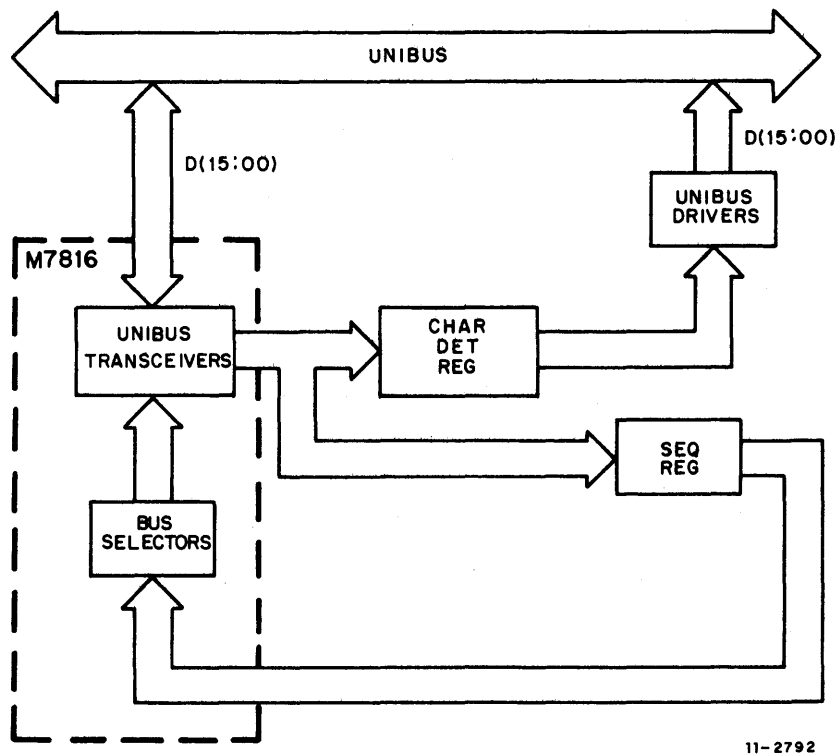 UNIBUS
D(15:00)
D(15:00)
UNIBUS
DRIVERS
M7816
UNIBUS
TRANSCEIVERS
CHAR
DET
REG
SEQ
REG
BUS
SELECTORS
11-2792